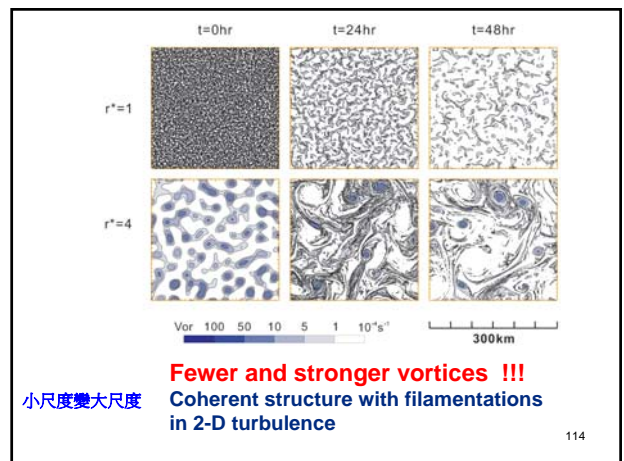 t=0hr t=24hr t=48hr
r*=1
r*=4
Vor 100 50 10 5 1 10⁻⁴s⁻¹
300km
Fewer and stronger vortices !!!
小尺度變大尺度
Coherent structure with filamentations
in 2-D turbulence
114